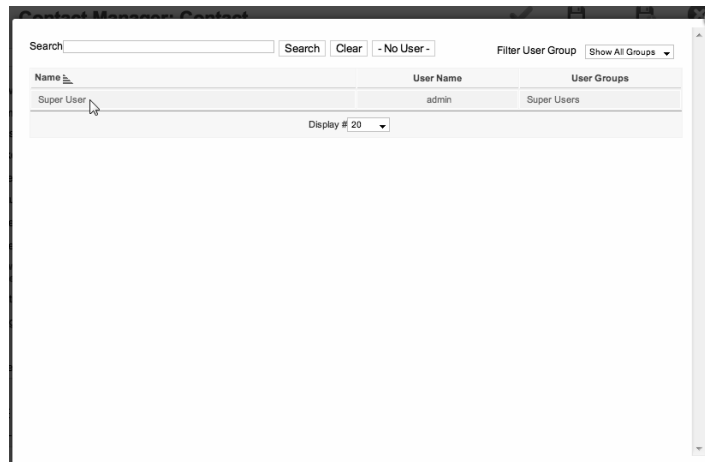 Contact Manager: Contact
Search Search Clear - No User - Filter User Group Show All Groups
Name User Name User Groups
Super User admin Super Users
Display # 20